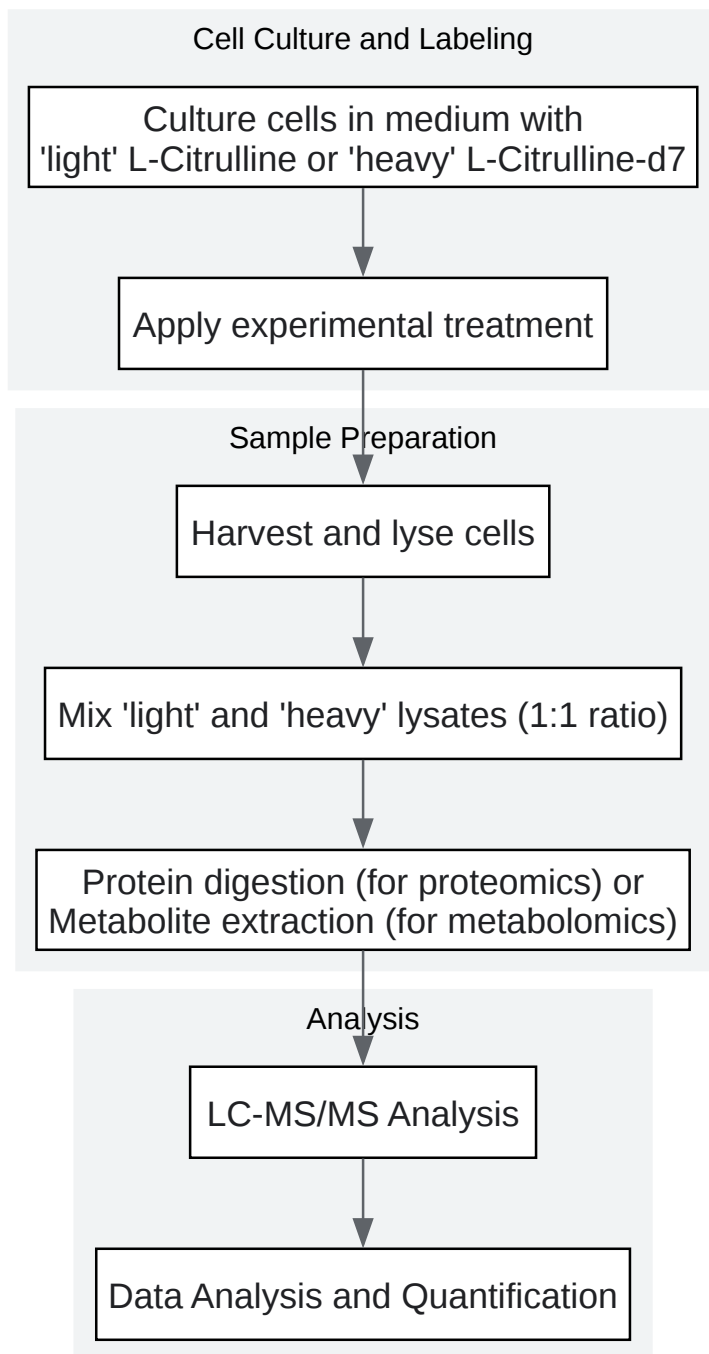 Cell Culture and Labeling
Culture cells in medium with
'light' L-Citrulline or 'heavy' L-Citrulline-d7
Apply experimental treatment
Sample Preparation
Harvest and lyse cells
Mix 'light' and 'heavy' lysates (1:1 ratio)
Protein digestion (for proteomics) or
Metabolite extraction (for metabolomics)
Analysis
LC-MS/MS Analysis
Data Analysis and Quantification